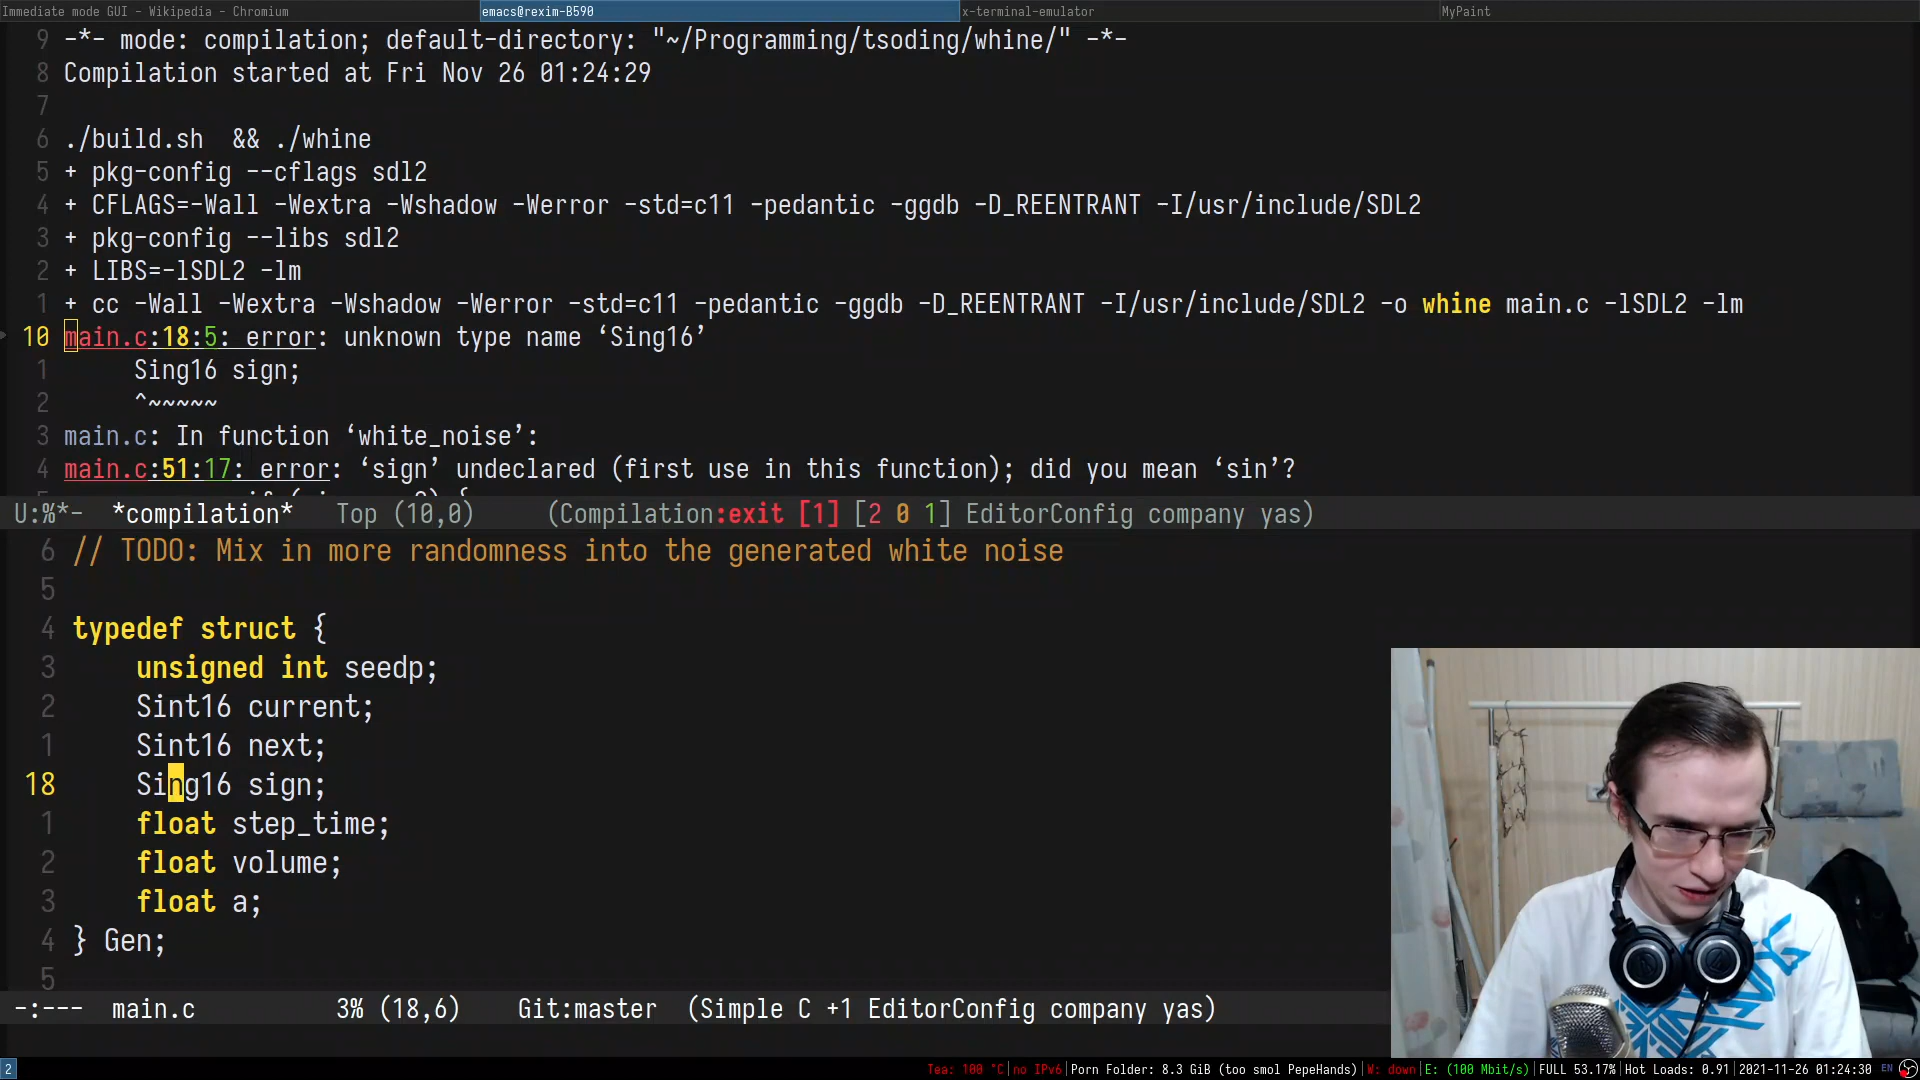 Immediate mode GUI - Wikipedia - Chromium
emacs@rexim-B590
x-terminal-emulator
MyPaint
9 -*- mode: compilation; default-directory: "~/Programming/tsoding/whine/" -*-
8 Compilation started at Fri Nov 26 01:24:29
7
6 ./build.sh  && ./whine
5 + pkg-config --cflags sdl2
4 + CFLAGS=-Wall -Wextra -Wshadow -Werror -std=c11 -pedantic -ggdb -D_REENTRANT -I/usr/include/SDL2
3 + pkg-config --libs sdl2
2 + LIBS=-lSDL2 -lm
1 + cc -Wall -Wextra -Wshadow -Werror -std=c11 -pedantic -ggdb -D_REENTRANT -I/usr/include/SDL2 -o whine main.c -lSDL2 -lm
10 main.c:18:5: error: unknown type name ‘Sing16’
1      Sing16 sign;
2      ^~~~~~
3 main.c: In function ‘white_noise’:
4 main.c:51:17: error: ‘sign’ undeclared (first use in this function); did you mean ‘sin’?
U:%*-  *compilation*   Top (10,0)     (Compilation:exit [1] [2 0 1] EditorConfig company yas)
6 // TODO: Mix in more randomness into the generated white noise
5
4 typedef struct {
3     unsigned int seedp;
2     Sint16 current;
1     Sint16 next;
18     Sing16 sign;
1     float step_time;
2     float volume;
3     float a;
4 } Gen;
5
-:---  main.c         3% (18,6)    Git:master  (Simple C +1 EditorConfig company yas)
2
Tea: 100 °C|no IPv6|Porn Folder: 8.3 GiB (too smol PepeHands)|W: down|E: (100 Mbit/s)|FULL 53.17%|Hot Loads: 0.91|2021-11-26 01:24:30 EN